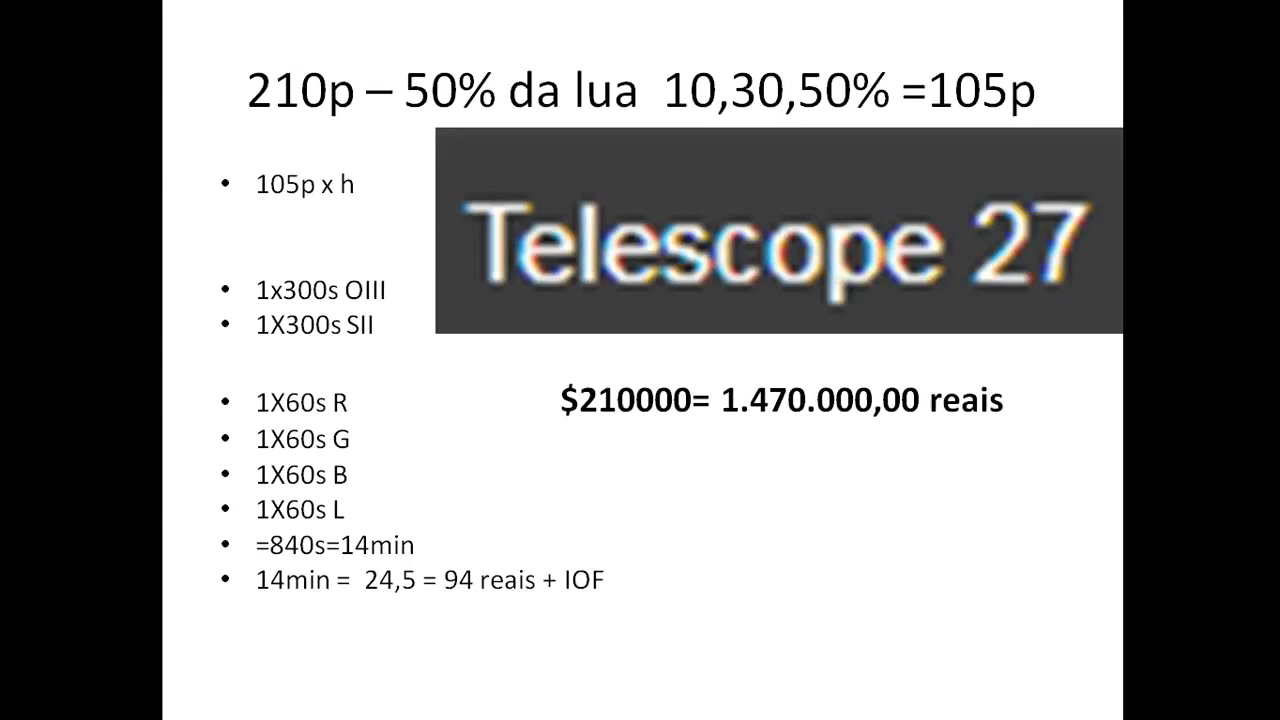 210p – 50% da lua  10,30,50% =105p
• 105p x h
Telescope 27
• 1x300s OIII
• 1X300s SII
• 1X60s R
• 1X60s G
• 1X60s B
• 1X60s L
• =840s=14min
• 14min =  24,5 = 94 reais + IOF
$210000= 1.470.000,00 reais